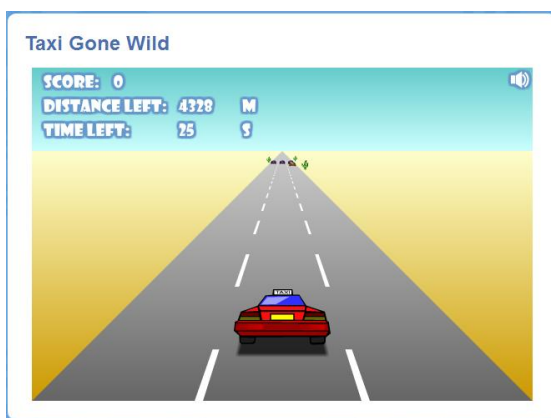 Taxi Gone Wild
SCORE: 0
DISTANCE LEFT: 4328 M
TIME LEFT: 25 S
TAXI